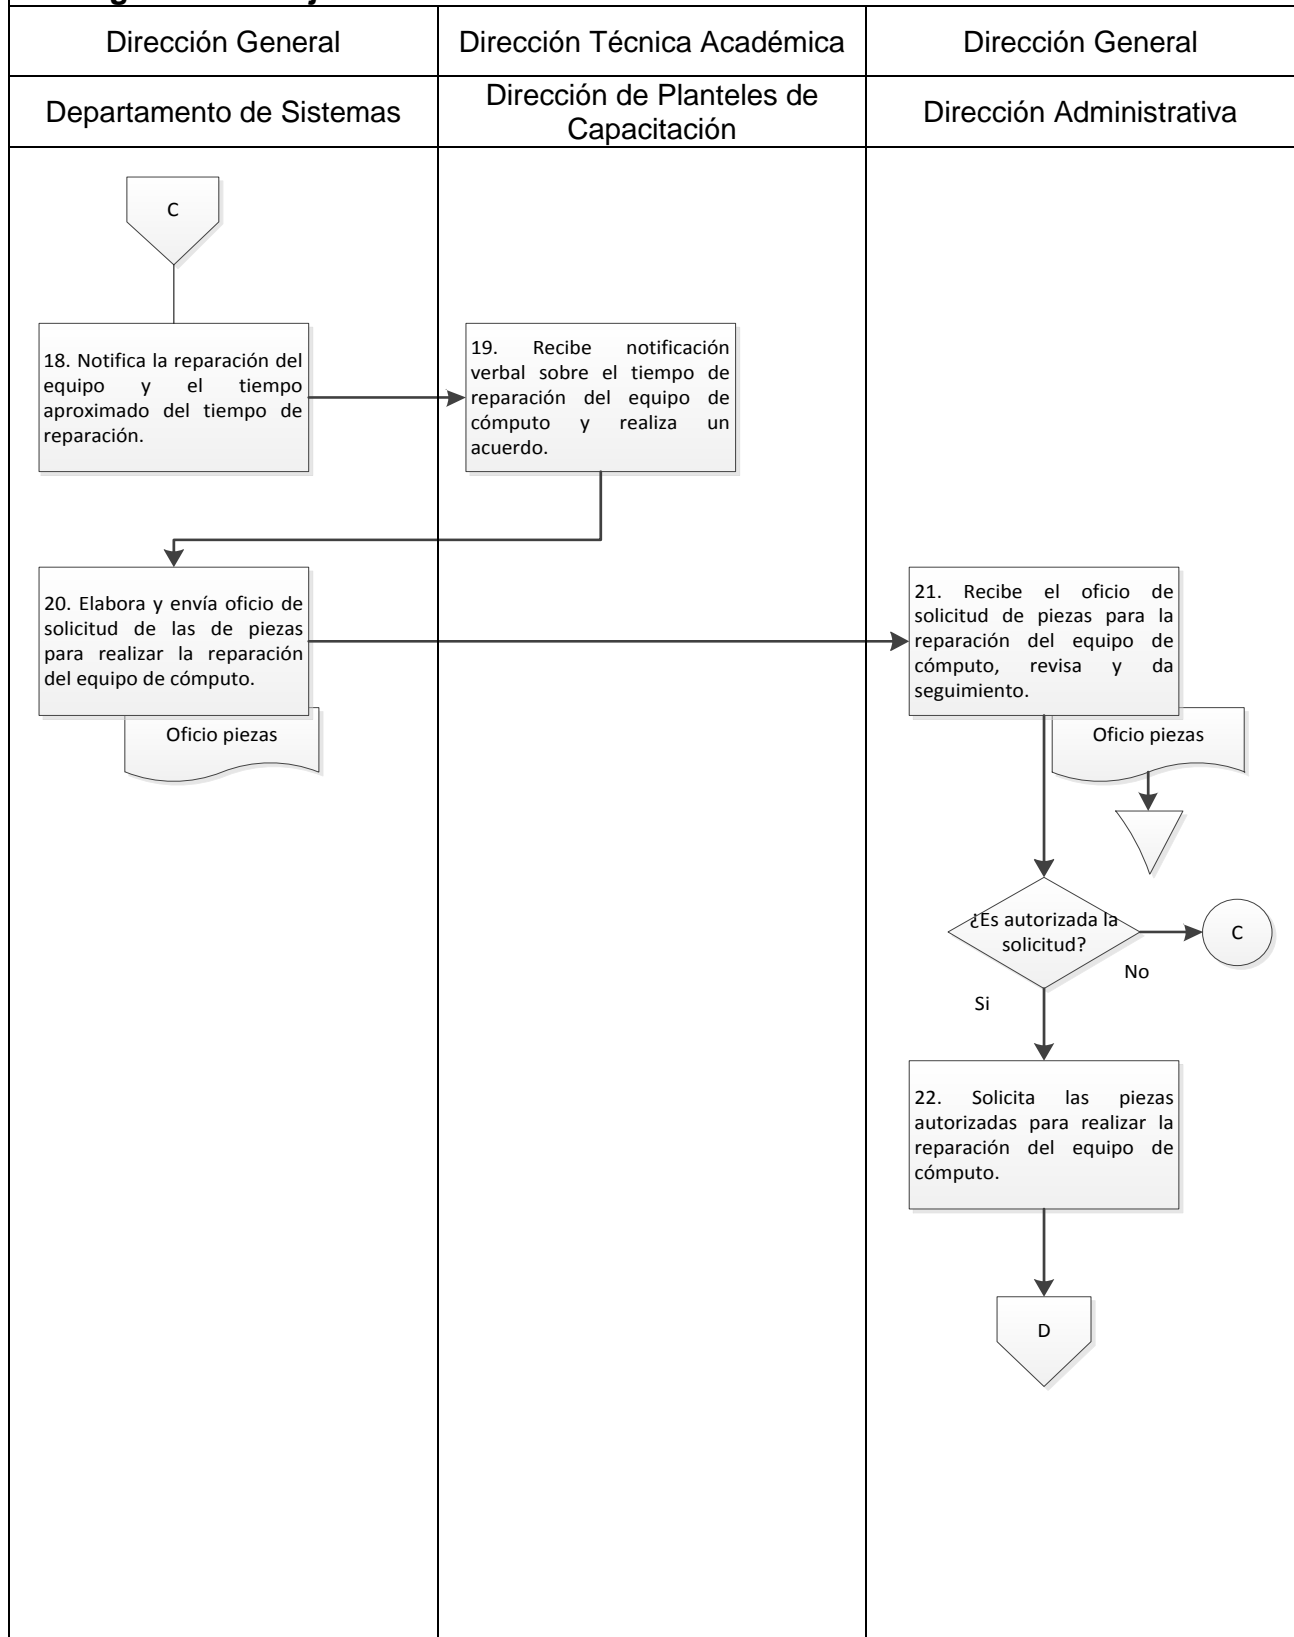 Dirección General
Dirección Técnica Académica
Dirección General
Departamento de Sistemas
Dirección de Planteles de
Capacitación
Dirección Administrativa
C
18. Notifica la reparación del
equipo y el tiempo
aproximado del tiempo de
reparación.
19. Recibe notificación
verbal sobre el tiempo de
reparación del equipo de
cómputo y realiza un
acuerdo.
20. Elabora y envía oficio de
solicitud de las de piezas
para realizar la reparación
del equipo de cómputo.
Oficio piezas
21. Recibe el oficio de
solicitud de piezas para la
reparación del equipo de
cómputo, revisa y da
seguimiento.
Oficio piezas
¿Es autorizada la
solicitud?
C
No
Si
22. Solicita las piezas
autorizadas para realizar la
reparación del equipo de
cómputo.
D